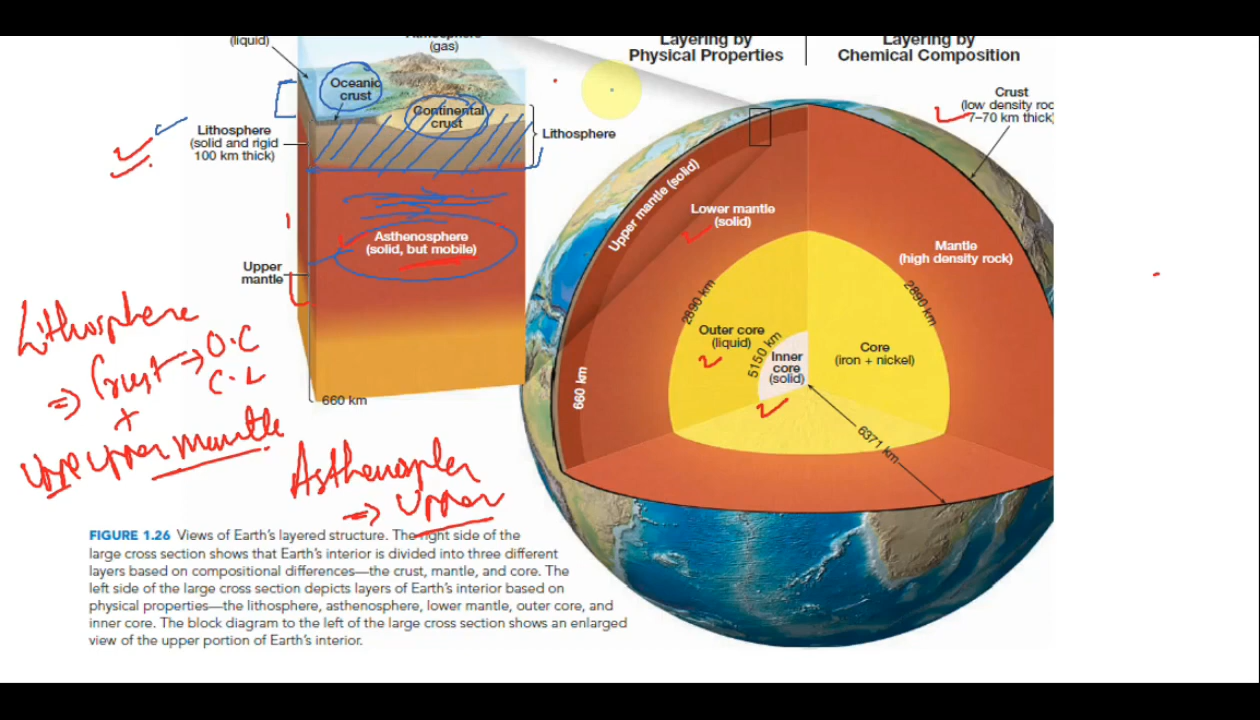 (liquid)
(gas)
Layering by
Physical Properties
Layering by
Chemical Composition
Oceanic
crust
Continental
crust
Lithosphere
(solid and rigid
100 km thick)
Lithosphere
Asthenosphere
(solid, but mobile)
Upper
mantle
660 km
Crust
(low density roc
7–70 km thick)
Upper mantle (solid)
Lower mantle
(solid)
Mantle
(high density rock)
2890 km
2890 km
Outer core
(liquid)
5150 km
Inner
core
(solid)
Core
(iron + nickel)
660 km
6371 km
Lithosphere
⇒ Crust → O.C
C.
+
upper mantle
⇒ Upper
FIGURE 1.26 Views of Earth's layered structure. The right side of the
large cross section shows that Earth's interior is divided into three different
layers based on compositional differences—the crust, mantle, and core. The
left side of the large cross section depicts layers of Earth's interior based on
physical properties—the lithosphere, asthenosphere, lower mantle, outer core, and
inner core. The block diagram to the left of the large cross section shows an enlarged
view of the upper portion of Earth's interior.